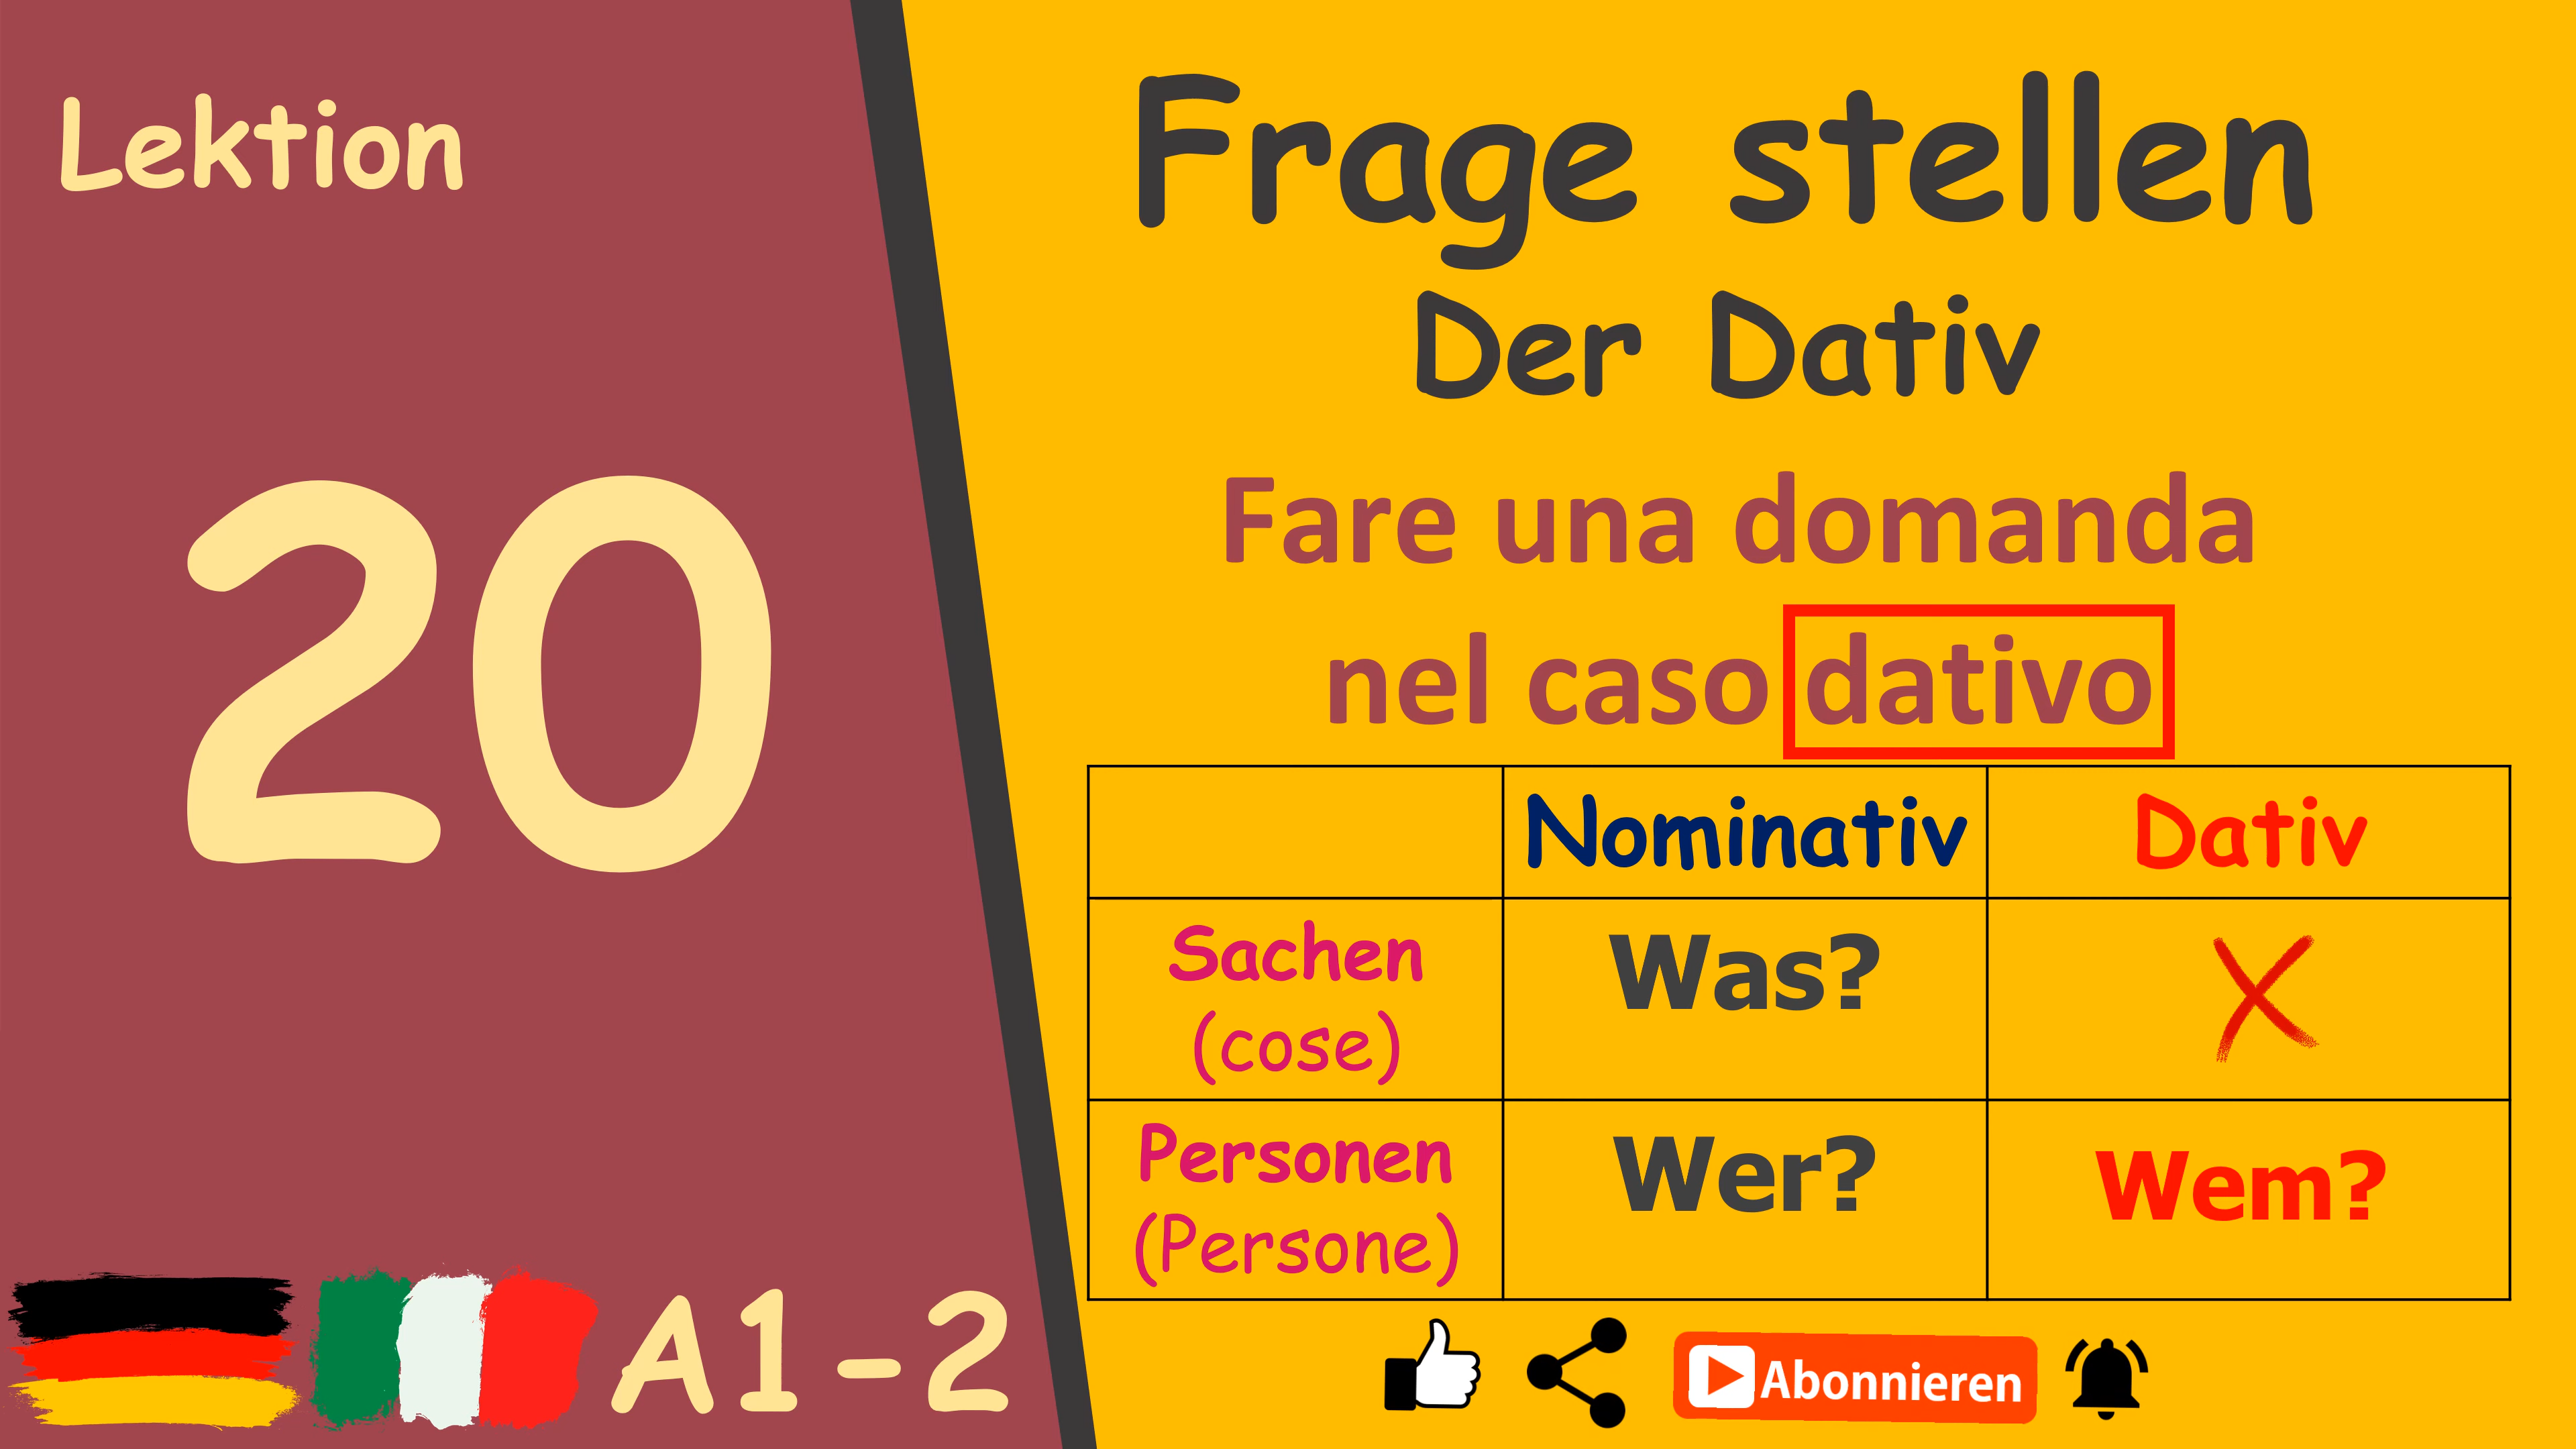 Lektion
20
A1-2
Frage stellen
Der Dativ
Fare una domanda
nel caso dativo
Nominativ Dativ
Sachen
(cose)
Was?
Personen
(Persone)
Wer?
Wem?
Abonnieren